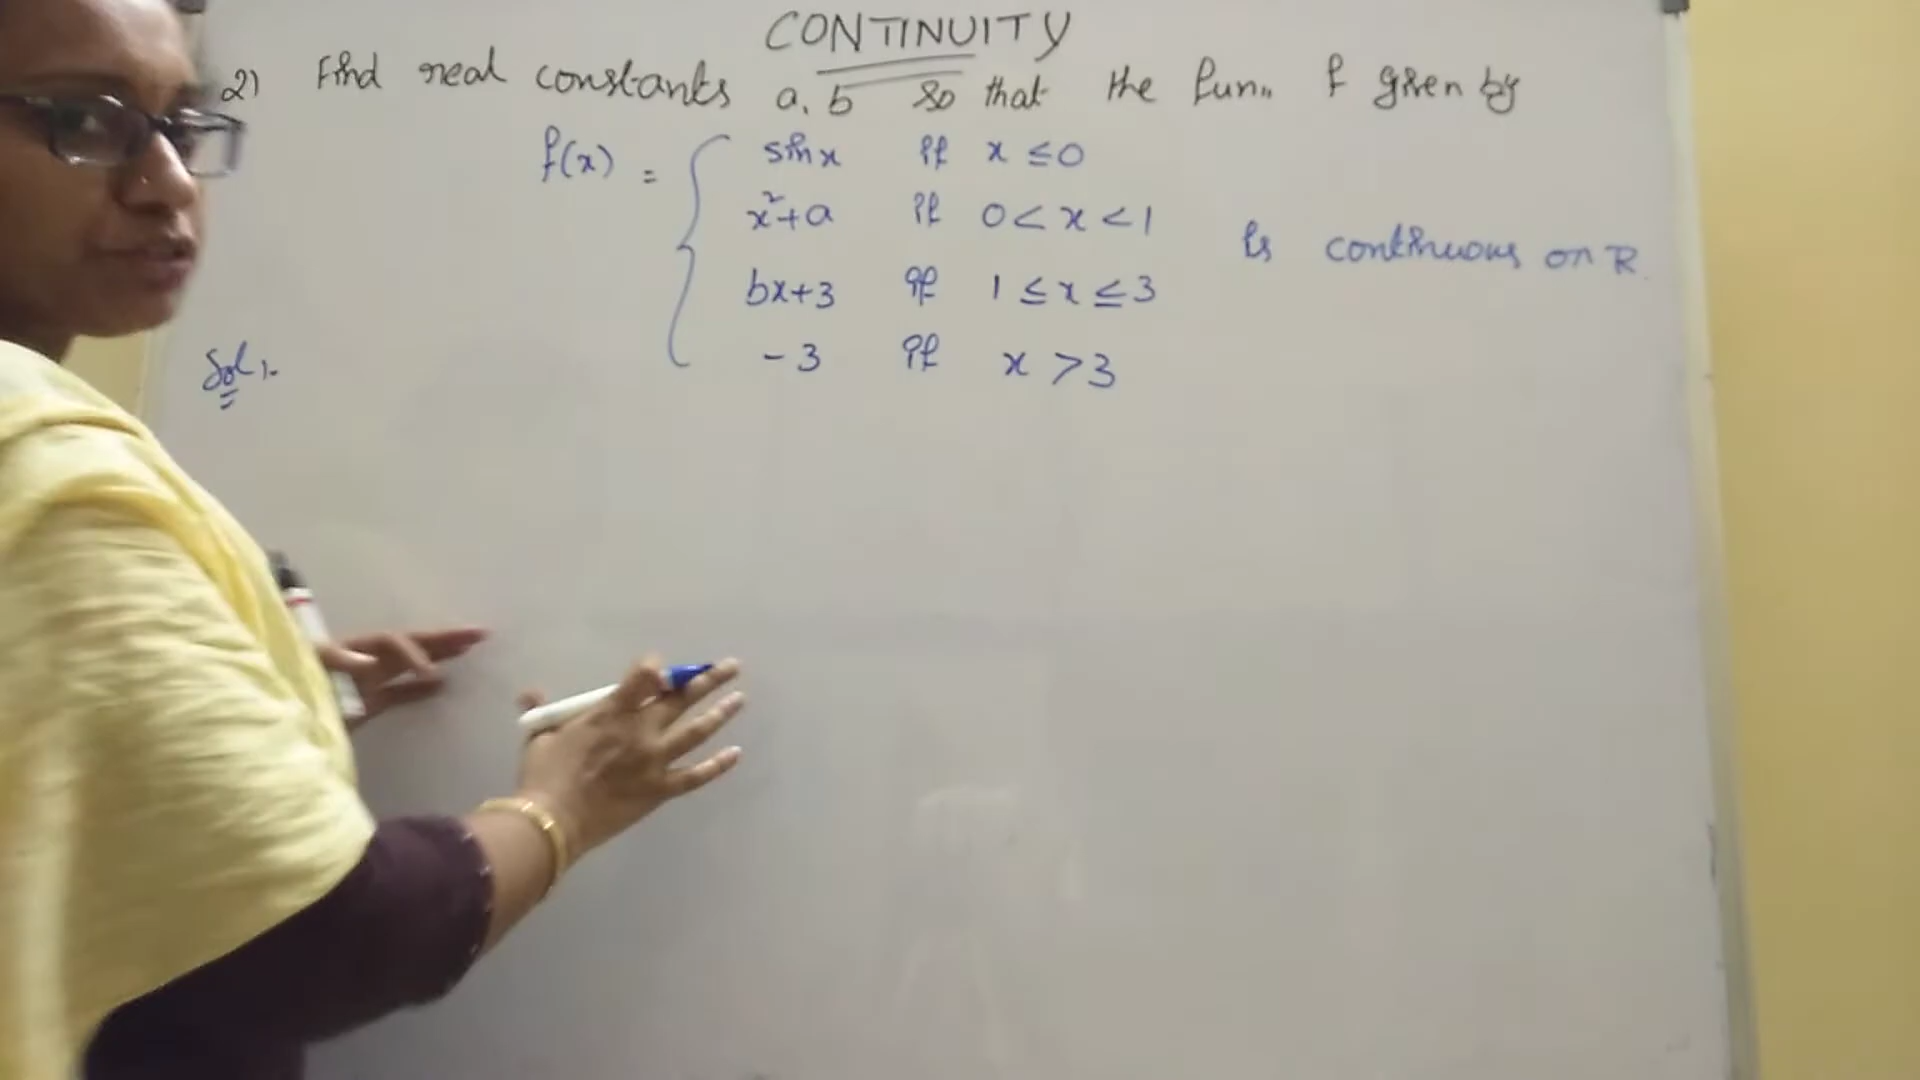 CONTINUITY
2) Find real constants a, b so that the fun. f given by
f(x) = { sin x if x ≤ 0
x²+a if 0 < x < 1
is continuous on R
bx+3 if 1 ≤ x ≤ 3
-3 if x > 3
Sol:-